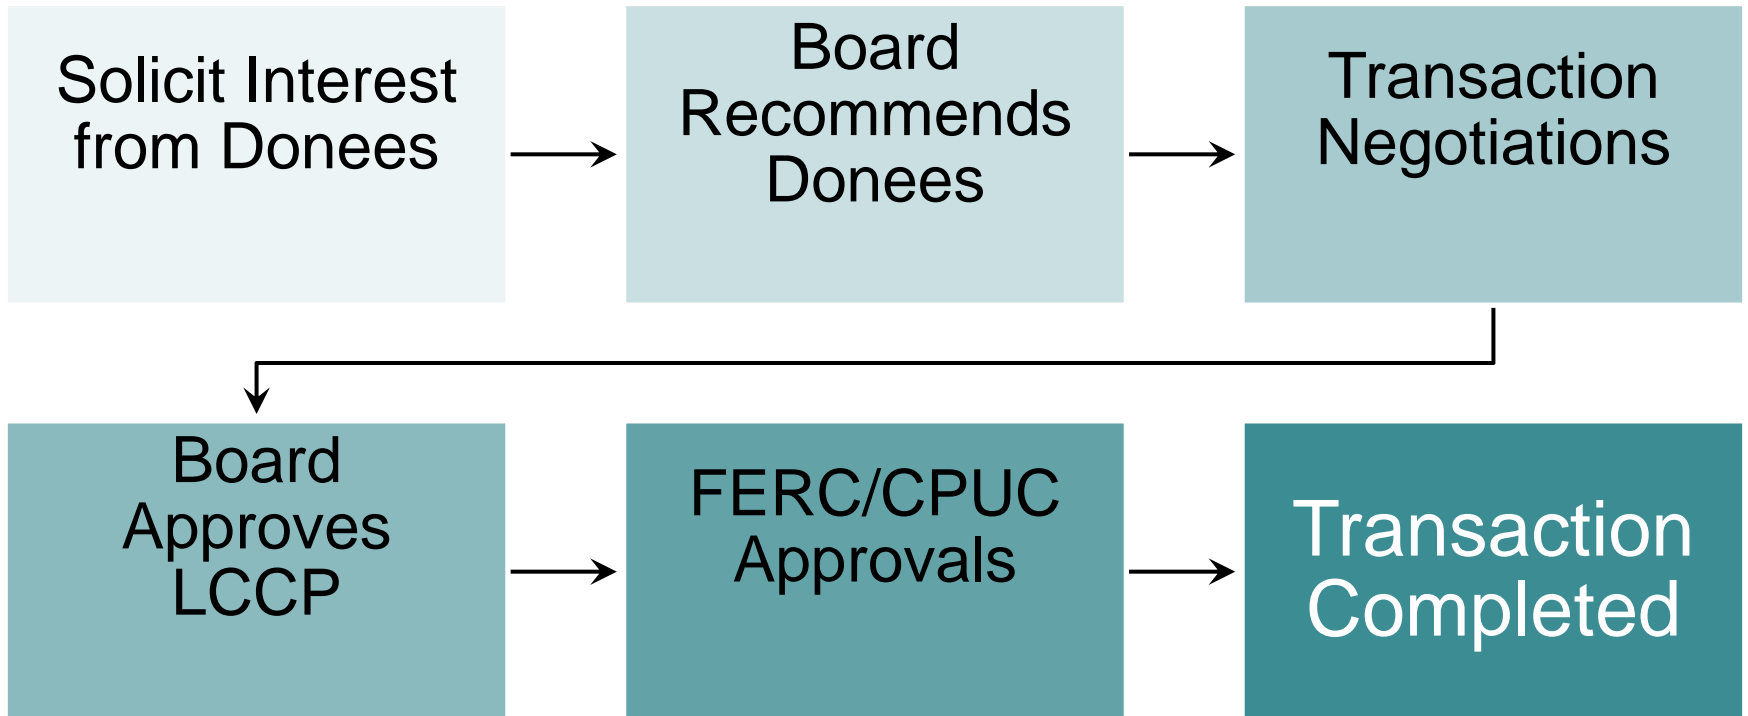 Solicit Interest
from Donees
Board
Recommends
Donees
Transaction
Negotiations
Board
Approves
LCCP
FERC/CPUC
Approvals
Transaction
Completed